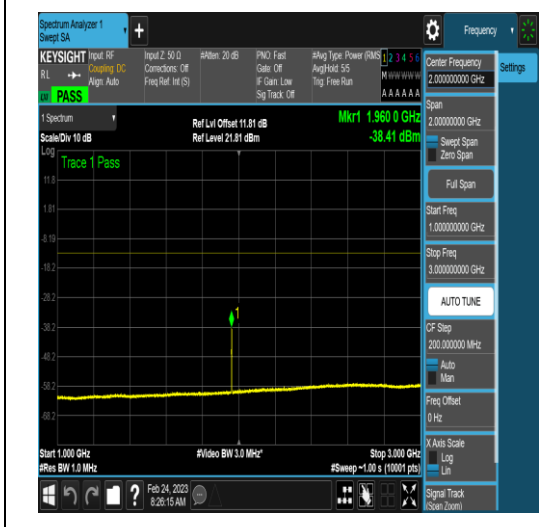 Spectrum Analyzer 1
Swept SA
+
Frequency
KEYSIGHT
RL
Input: RF
Coupling: DC
Align: Auto
Input Z: 50 Ω
Corrections: Off
Freq Ref: Int (S)
#Atten: 20 dB
PNO: Fast
Gate: Off
IF Gain: Low
Sig Track: Off
#Avg Type: Power (RMS
Avg|Hold: 5/5
Trig: Free Run
1 2 3 4 5 6
M W W W W W
A A A A A A
PASS
1 Spectrum
Scale/Div 10 dB
Ref Lvl Offset 11.81 dB
Ref Level 21.81 dBm
Mkr1 1.960 0 GHz
-38.41 dBm
Log
Trace 1 Pass
11.8
1.81
-8.19
-18.2
-28.2
-38.2
-48.2
-58.2
-68.2
1
Start 1.000 GHz
#Res BW 1.0 MHz
#Video BW 3.0 MHz*
Stop 3.000 GHz
#Sweep ~1.00 s (10001 pts)
Feb 24, 2023
8:26:15 AM
?
Center Frequency
2.000000000 GHz
Settings
Span
2.00000000 GHz
Swept Span
Zero Span
Full Span
Start Freq
1.000000000 GHz
Stop Freq
3.000000000 GHz
AUTO TUNE
CF Step
200.000000 MHz
Auto
Man
Freq Offset
0 Hz
X Axis Scale
Log
Lin
Signal Track
(Span Zoom)